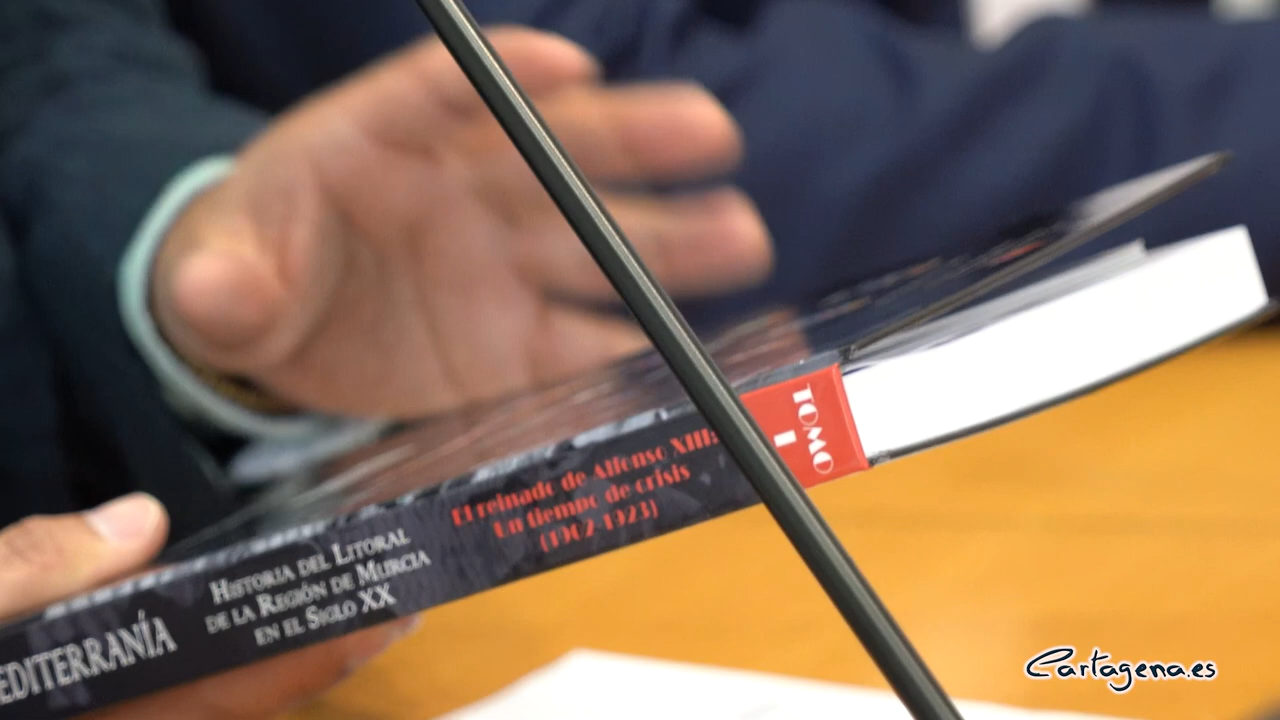 EDITERRANÍA
HISTORIA DEL LITORAL
DE LA REGIÓN DE MURCIA
EN EL SIGLO XX
El reinado de Alfonso XIII:
Un tiempo de crisis
(1902-1923)
TOMO
I
Cartagena.es